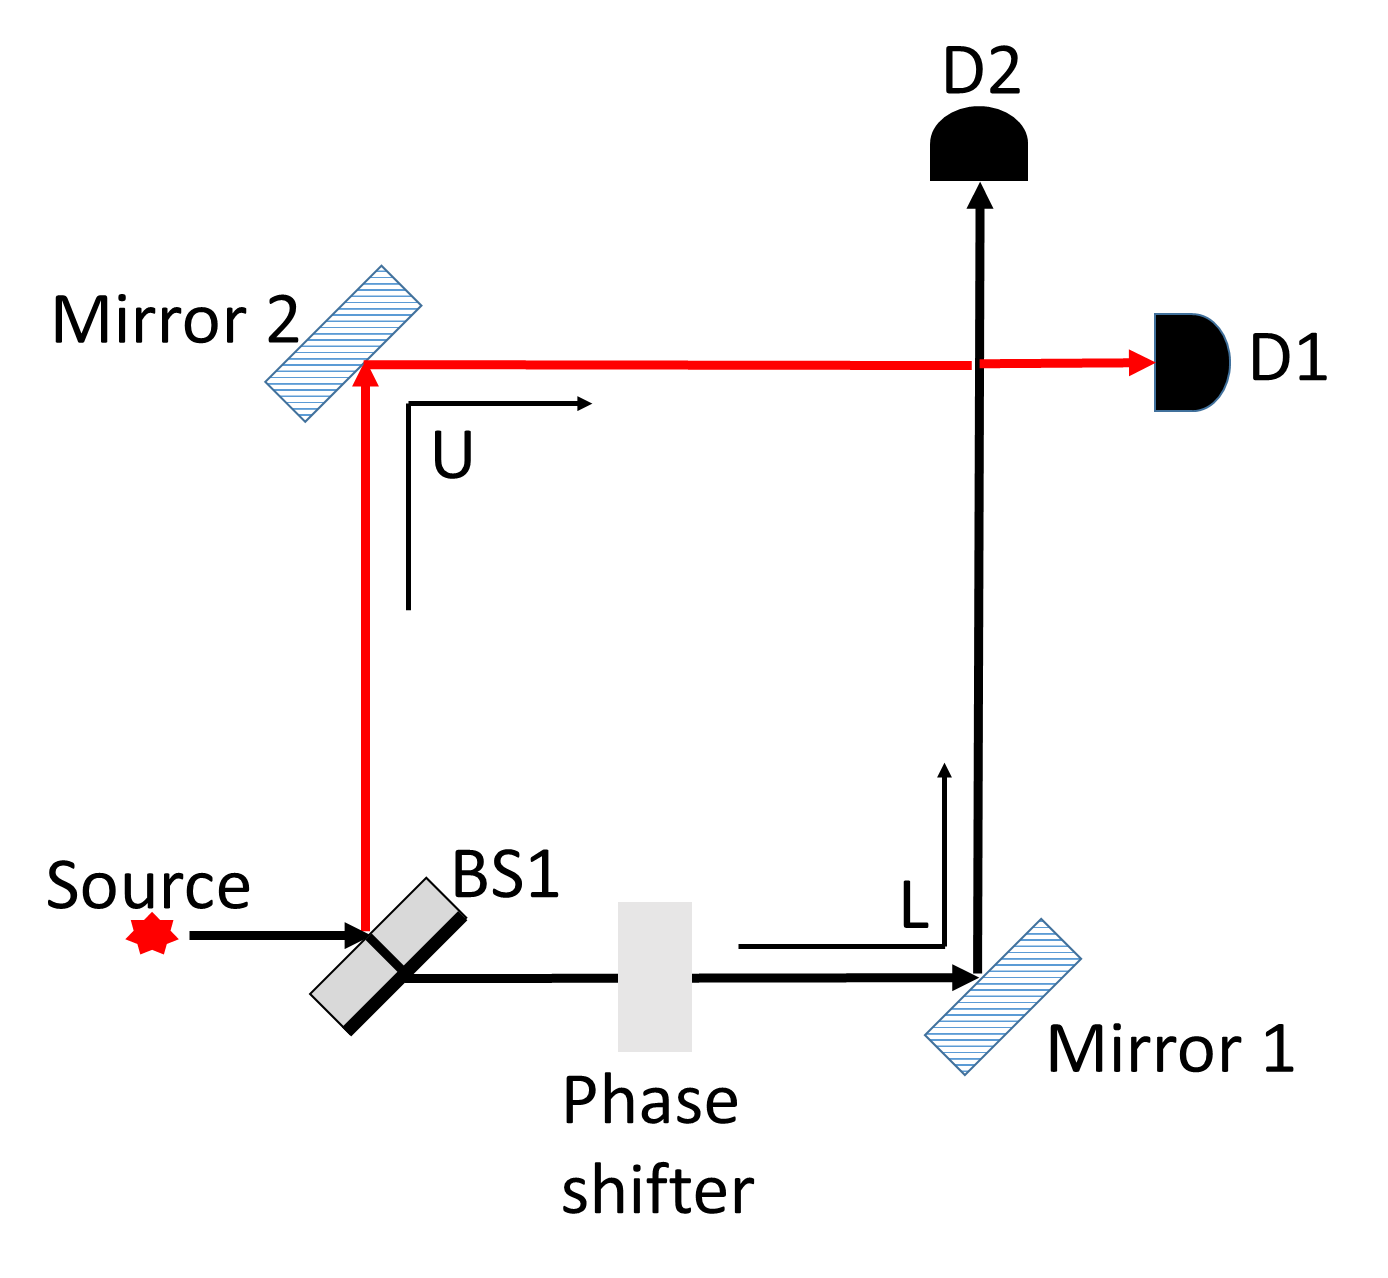 D2
Mirror 2
D1
U
BS1
Source
L
Mirror 1
Phase
shifter